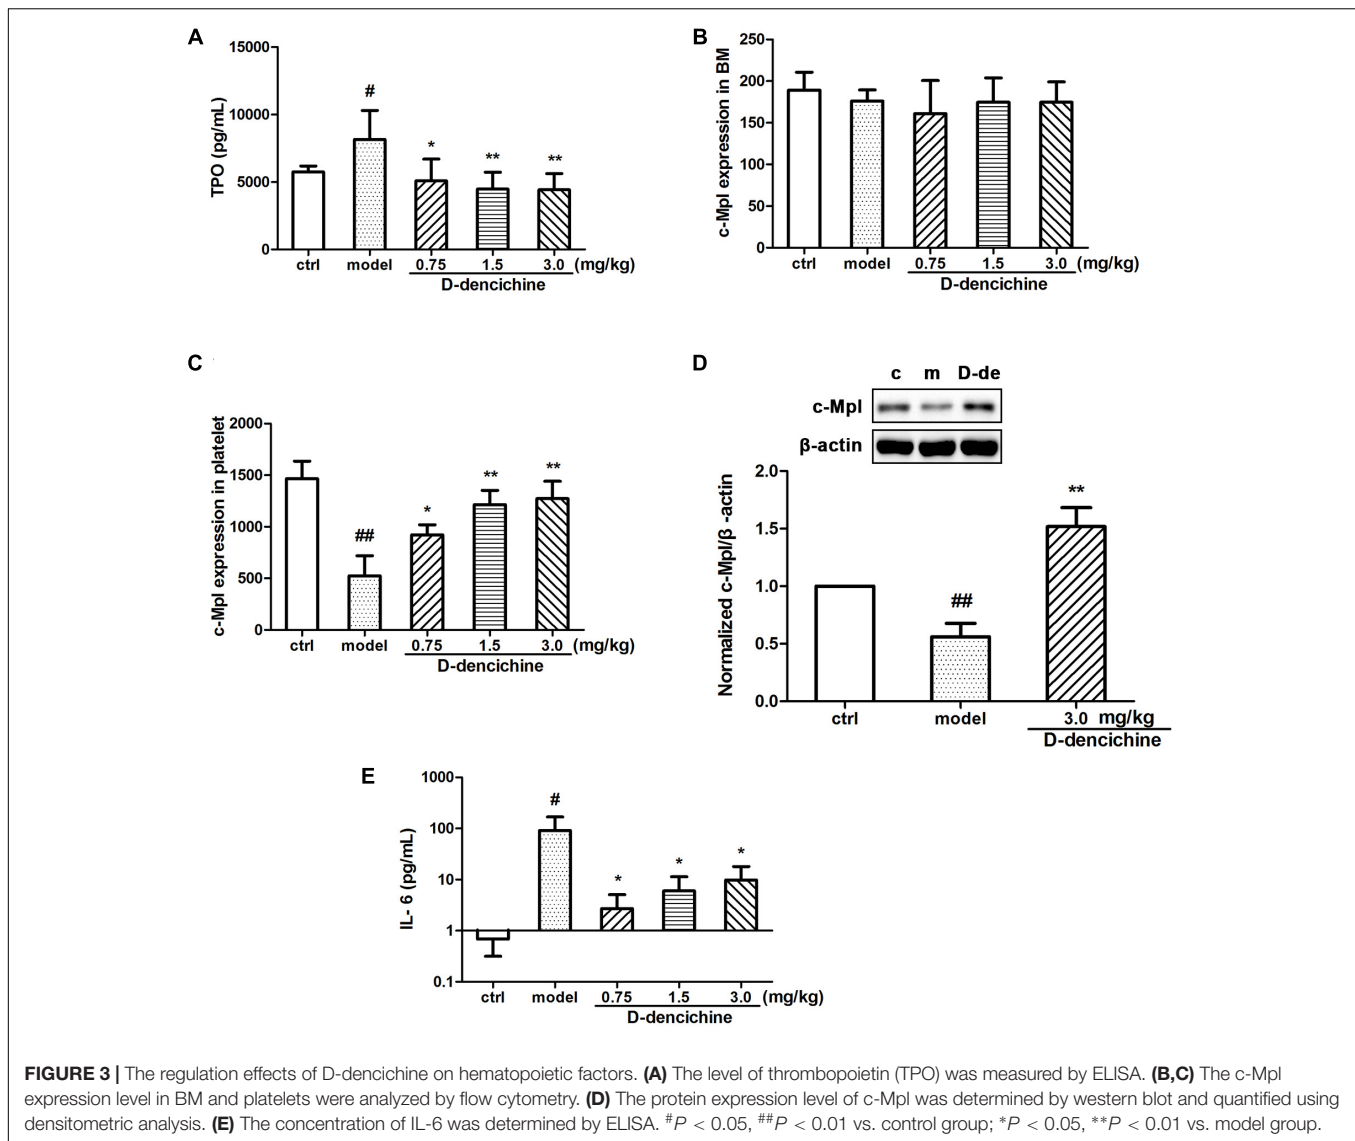 A
15000
10000
5000
0
TPO (pg/mL)
#
*
**
**
ctrl model 0.75 1.5 3.0 (mg/kg)
D-dencichine
B
250
200
150
100
50
0
c-Mpl expression in BM
ctrl model 0.75 1.5 3.0 (mg/kg)
D-dencichine
C
2000
1500
1000
500
0
c-Mpl expression in platelet
##
*
**
**
ctrl model 0.75 1.5 3.0 (mg/kg)
D-dencichine
D
c m D-de
c-Mpl
β-actin
2.0
1.5
1.0
0.5
0.0
Normalized c-Mpl/β -actin
##
**
ctrl model 3.0 mg/kg
D-dencichine
E
1000
100
10
1
0.1
IL- 6 (pg/mL)
#
*
*
*
ctrl model 0.75 1.5 3.0 (mg/kg)
D-dencichine
FIGURE 3 | The regulation effects of D-dencichine on hematopoietic factors. (A) The level of thrombopoietin (TPO) was measured by ELISA. (B,C) The c-Mpl
expression level in BM and platelets were analyzed by flow cytometry. (D) The protein expression level of c-Mpl was determined by western blot and quantified using
densitometric analysis. (E) The concentration of IL-6 was determined by ELISA. #P < 0.05, ##P < 0.01 vs. control group; *P < 0.05, **P < 0.01 vs. model group.